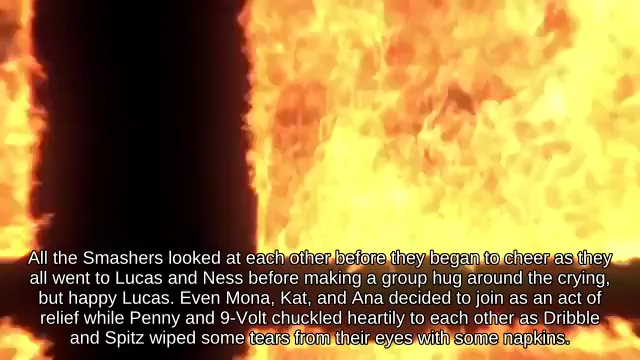 All the Smashers looked at each other before they began to cheer as they
all went to Lucas and Ness before making a group hug around the crying,
but happy Lucas. Even Mona, Kat, and Ana decided to join as an act of
relief while Penny and 9-Volt chuckled heartily to each other as Dribble
and Spitz wiped some tears from their eyes with some napkins.